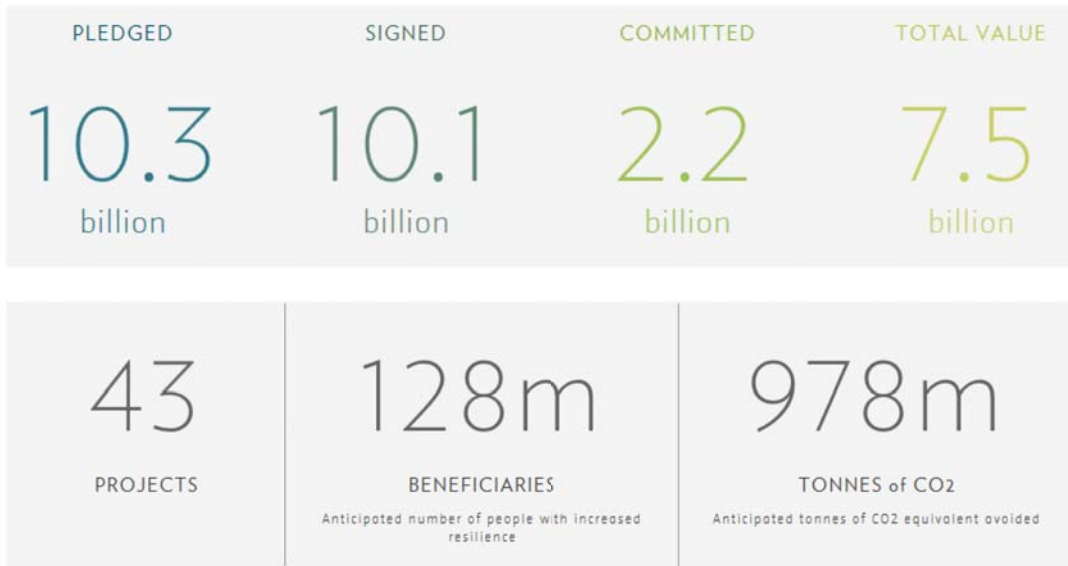 PLEDGED SIGNED COMMITTED TOTAL VALUE
10.3 10.1 2.2 7.5
billion billion billion billion
43 128m 978m
PROJECTS BENEFICIARIES TONNES of CO2
Anticipated number of people with increased Anticipated tonnes of CO2 equivalent avoided
resilience